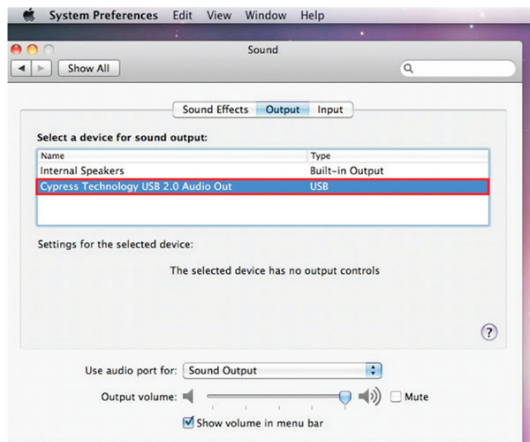 System Preferences Edit View Window Help
Sound
Show All
Sound Effects Output Input
Select a device for sound output:
Name Type
Internal Speakers Built-in Output
Cypress Technology USB 2.0 Audio Out USB
Settings for the selected device:
The selected device has no output controls
?
Use audio port for: Sound Output
Output volume: Mute
Show volume in menu bar